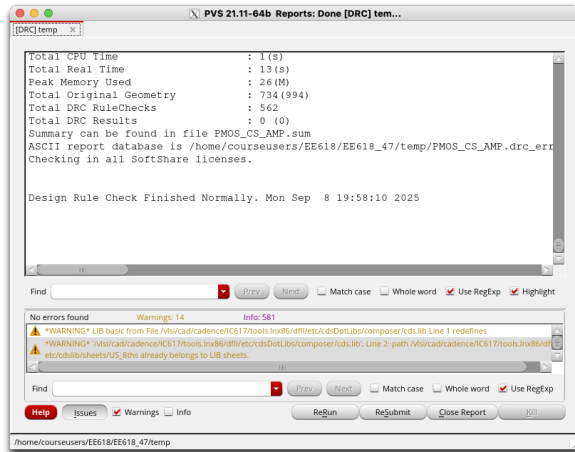 PVS 21.11-64b Reports: Done [DRC] tem...
[DRC] temp
Total CPU Time : 1(s)
Total Real Time : 13(s)
Peak Memory Used : 26(M)
Total Original Geometry : 734(994)
Total DRC RuleChecks : 562
Total DRC Results : 0 (0)
Summary can be found in file PMOS_CS_AMP.sum
ASCII report database is /home/courseusers/EE618/EE618_47/temp/PMOS_CS_AMP.drc_err
Checking in all SoftShare licenses.
Design Rule Check Finished Normally. Mon Sep 8 19:58:10 2025
Find Prev Next Match case Whole word Use RegExp Highlight
No errors found Warnings: 14 Info: 581
*WARNING* LIB basic from File /vlsi/cad/cadence/IC617/tools.lnx86/dfII/etc/cdsDotLibs/composer/cds.lib Line 1 redefines
*WARNING* '/vlsi/cad/cadence/IC617/tools.lnx86/dfII/etc/cdsDotLibs/composer/cds.lib', Line 2: path /vlsi/cad/cadence/IC617/tools.lnx86/dfII/
etc/cdslib/sheets/US_8ths already belongs to LIB sheets.
Find Prev Next Match case Whole word Use RegExp
Help Issues Warnings Info ReRun ReSubmit Close Report Kill
/home/courseusers/EE618/EE618_47/temp